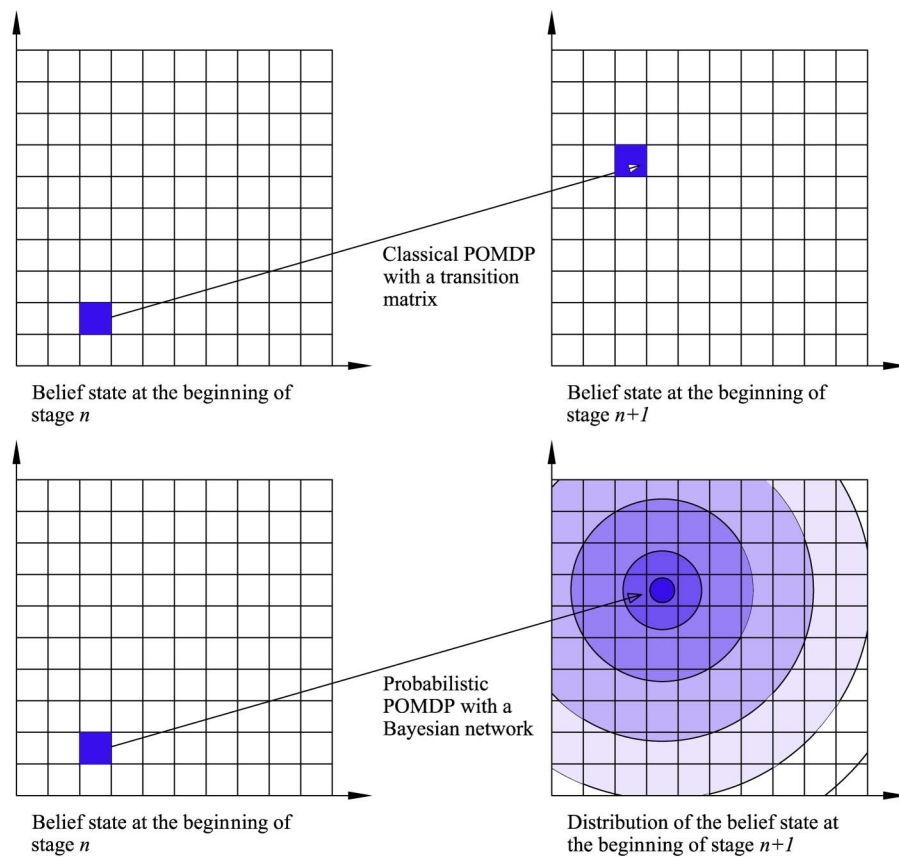 Classical POMDP
with a transition
matrix
Belief state at the beginning of
stage n
Belief state at the beginning of
stage n+1
Probabilistic
POMDP with a
Bayesian network
Belief state at the beginning of
stage n
Distribution of the belief state at
the beginning of stage n+1